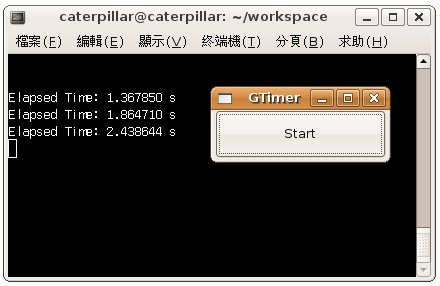 caterpillar@caterpillar: ~/workspace
檔案(F) 編輯(E) 顯示(V) 終端機(T) 分頁(B) 求助(H)
Elapsed Time: 1.367850 s
Elapsed Time: 1.864710 s
Elapsed Time: 2.438644 s
GTimer
Start